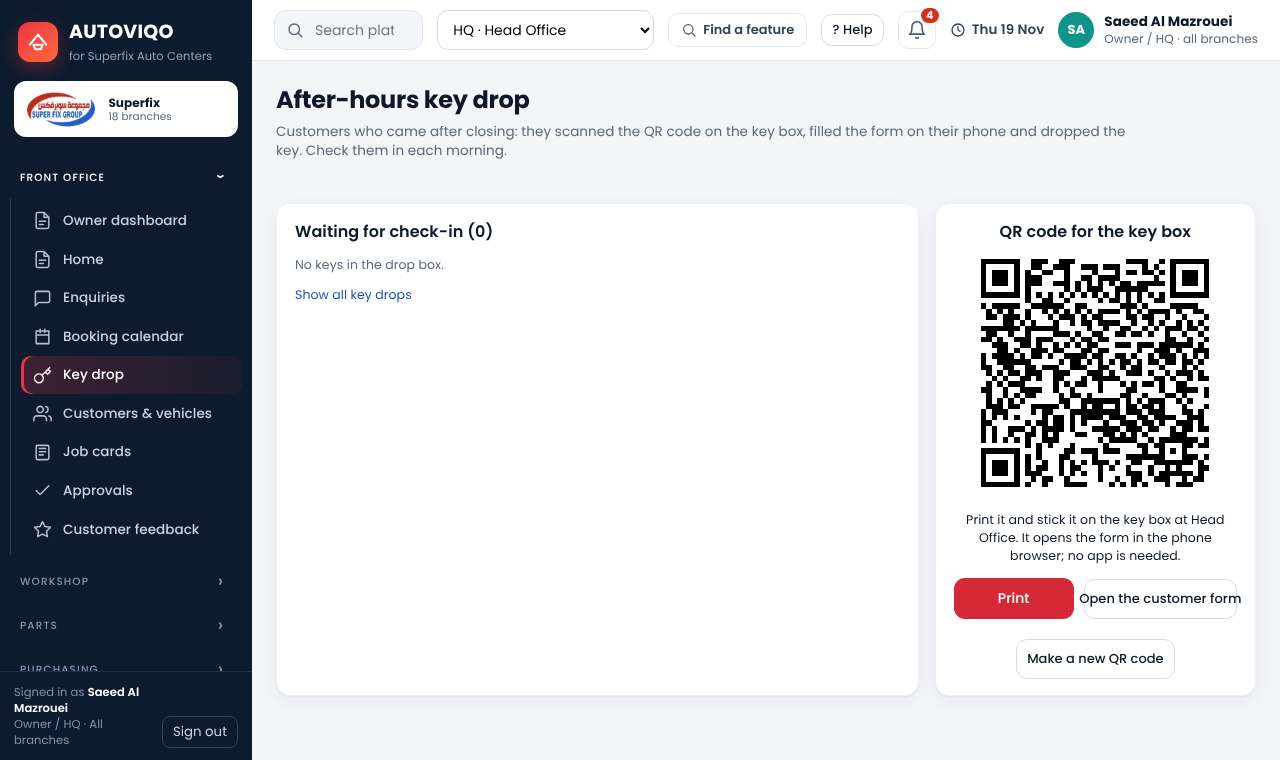 AUTOVIQO
for Superfix Auto Centers
مجموعة سوبر فكس
SUPER FIX GROUP
Superfix
18 branches
FRONT OFFICE
Owner dashboard
Home
Enquiries
Booking calendar
Key drop
Customers & vehicles
Job cards
Approvals
Customer feedback
WORKSHOP
PARTS
PURCHASING
Signed in as Saeed Al
Mazrouei
Owner / HQ · All
branches
Sign out
Search plat
HQ · Head Office
Find a feature
? Help
4
Thu 19 Nov
SA
Saeed Al Mazrouei
Owner / HQ · all branches
After-hours key drop
Customers who came after closing: they scanned the QR code on the key box, filled the form on their phone and dropped the
key. Check them in each morning.
Waiting for check-in (0)
No keys in the drop box.
Show all key drops
QR code for the key box
Print it and stick it on the key box at Head
Office. It opens the form in the phone
browser; no app is needed.
Print
Open the customer form
Make a new QR code